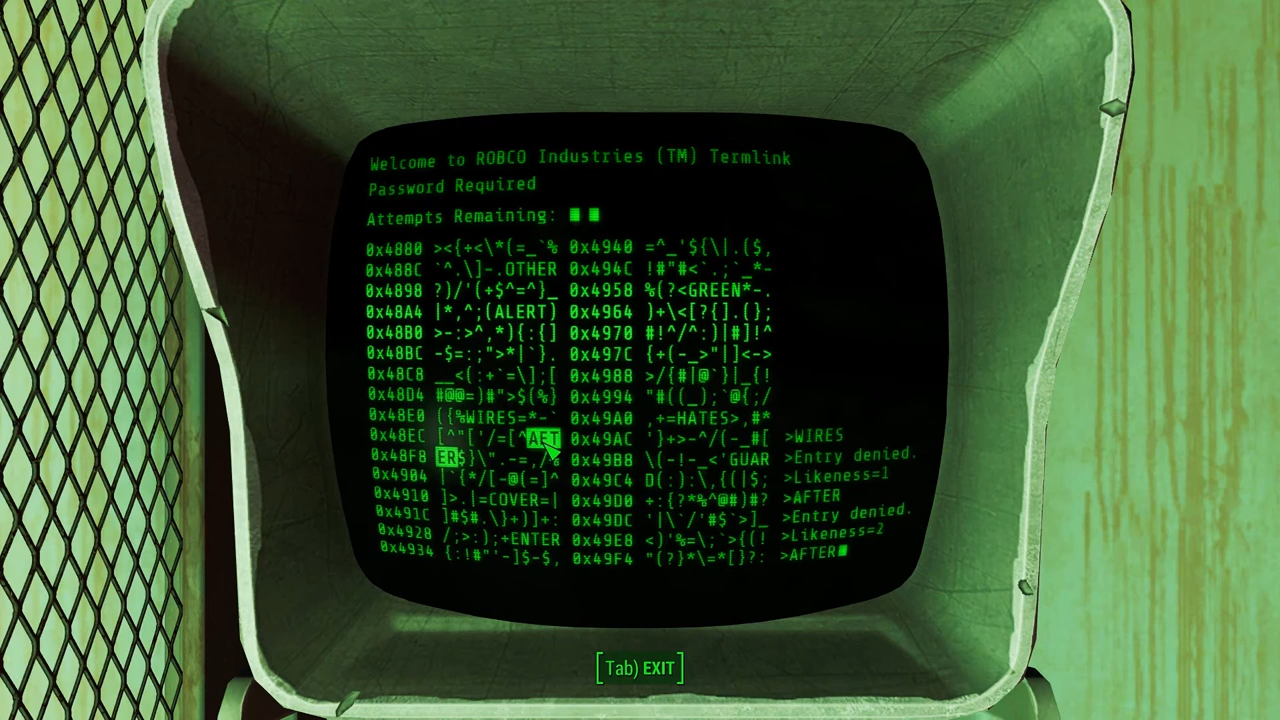 Welcome to ROBCO Industries (TM) Termlink
Password Required
Attempts Remaining: ■ ■
0x4880 ><{+<\*(=_`% 0x4940 =^_'${\|.($,
0x488C `^.\]-.OTHER 0x494C !#"#<`.;`_*-
0x4898 ?)/'(+$^=^}_ 0x4958 %(?<GREEN*-.
0x48A4 |*,^;(ALERT) 0x4964 )+\<[?{].(};
0x48B0 >-:>^,*){:{] 0x4970 #!^/^:)|#]!^
0x48BC -$=:;">*|`}. 0x497C {+(-_>"|]<->
0x48C8 __<(:+`=\];[ 0x4988 >/{#|@`}|_{!
0x48D4 #@@=)#">$(%} 0x4994 "#((_);`@{;/
0x48E0 ({%WIRES=*-` 0x49A0 ,+=HATES>,#*
0x48EC [^"['/=[^AFT 0x49AC '}+>-^/(-_#[ >WIRES
0x48F8 ER$}\".-=,/% 0x49B8 \(-!-_<'GUAR >Entry denied.
0x4904 |`{*/[-@(=]^ 0x49C4 D(:):\,{(|$; >Likeness=1
0x4910 ]>.|=COVER=| 0x49D0 +:{?*%^@#)#? >AFTER
0x491C ]#$#.\}+)]+: 0x49DC '|\`/'#$`>]_ >Entry denied.
0x4928 /;>:);+ENTER 0x49E8 <)'%=\;`>{(! >Likeness=2
0x4934 {:!#"'-]$-$, 0x49F4 "(?}*\=*[}?: >AFTER■
[Tab) EXIT]